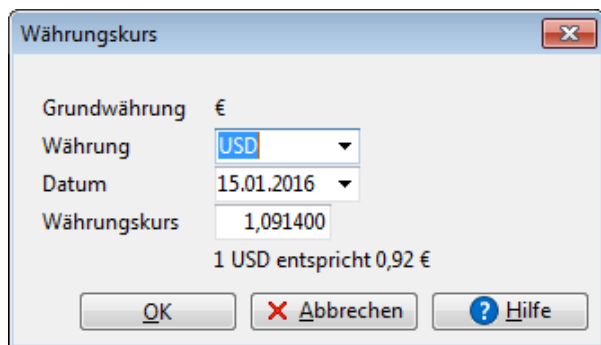 Währungskurs
Grundwährung €
Währung USD
Datum 15.01.2016
Währungskurs 1,091400
1 USD entspricht 0,92 €
OK Abbrechen ? Hilfe